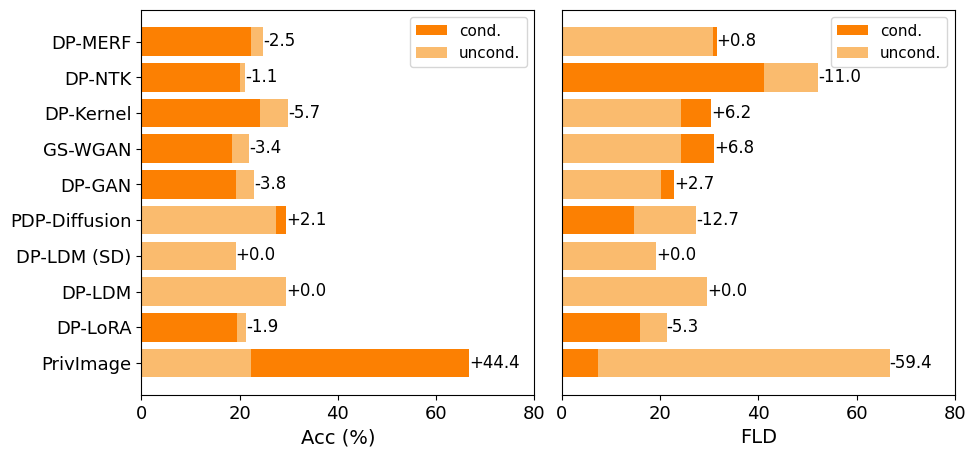 cond.
uncond.
DP-MERF
-2.5
DP-NTK
-1.1
DP-Kernel
-5.7
GS-WGAN
-3.4
DP-GAN
-3.8
PDP-Diffusion
+2.1
DP-LDM (SD)
+0.0
DP-LDM
+0.0
DP-LoRA
-1.9
PrivImage
+44.4
0 20 40 60 80
Acc (%)
cond.
uncond.
+0.8
-11.0
+6.2
+6.8
+2.7
-12.7
+0.0
+0.0
-5.3
-59.4
0 20 40 60 80
FLD